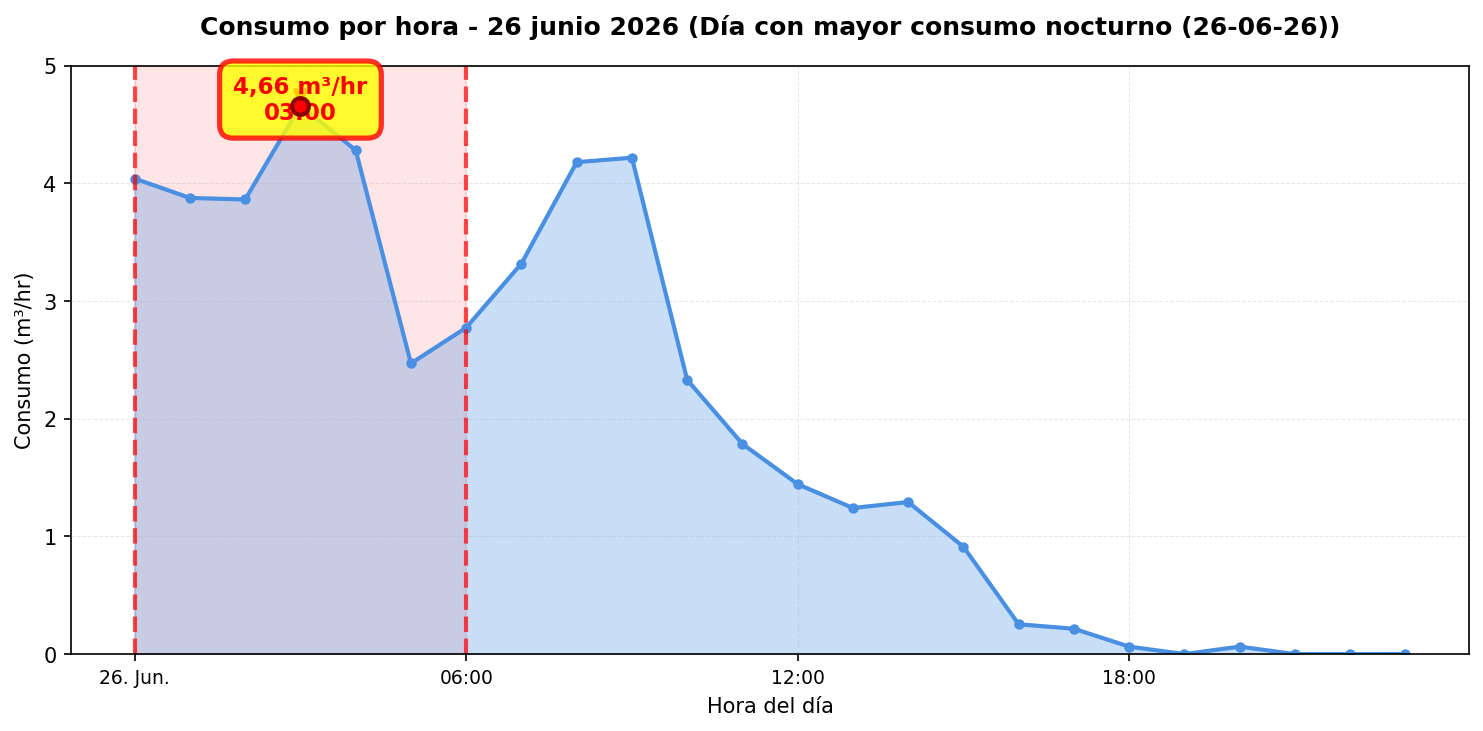 Consumo por hora - 26 junio 2026 (Día con mayor consumo nocturno (26-06-26))
4,66 m³/hr
03:00
Consumo (m³/hr)
5
4
3
2
1
0
26. Jun.
06:00
12:00
18:00
Hora del día